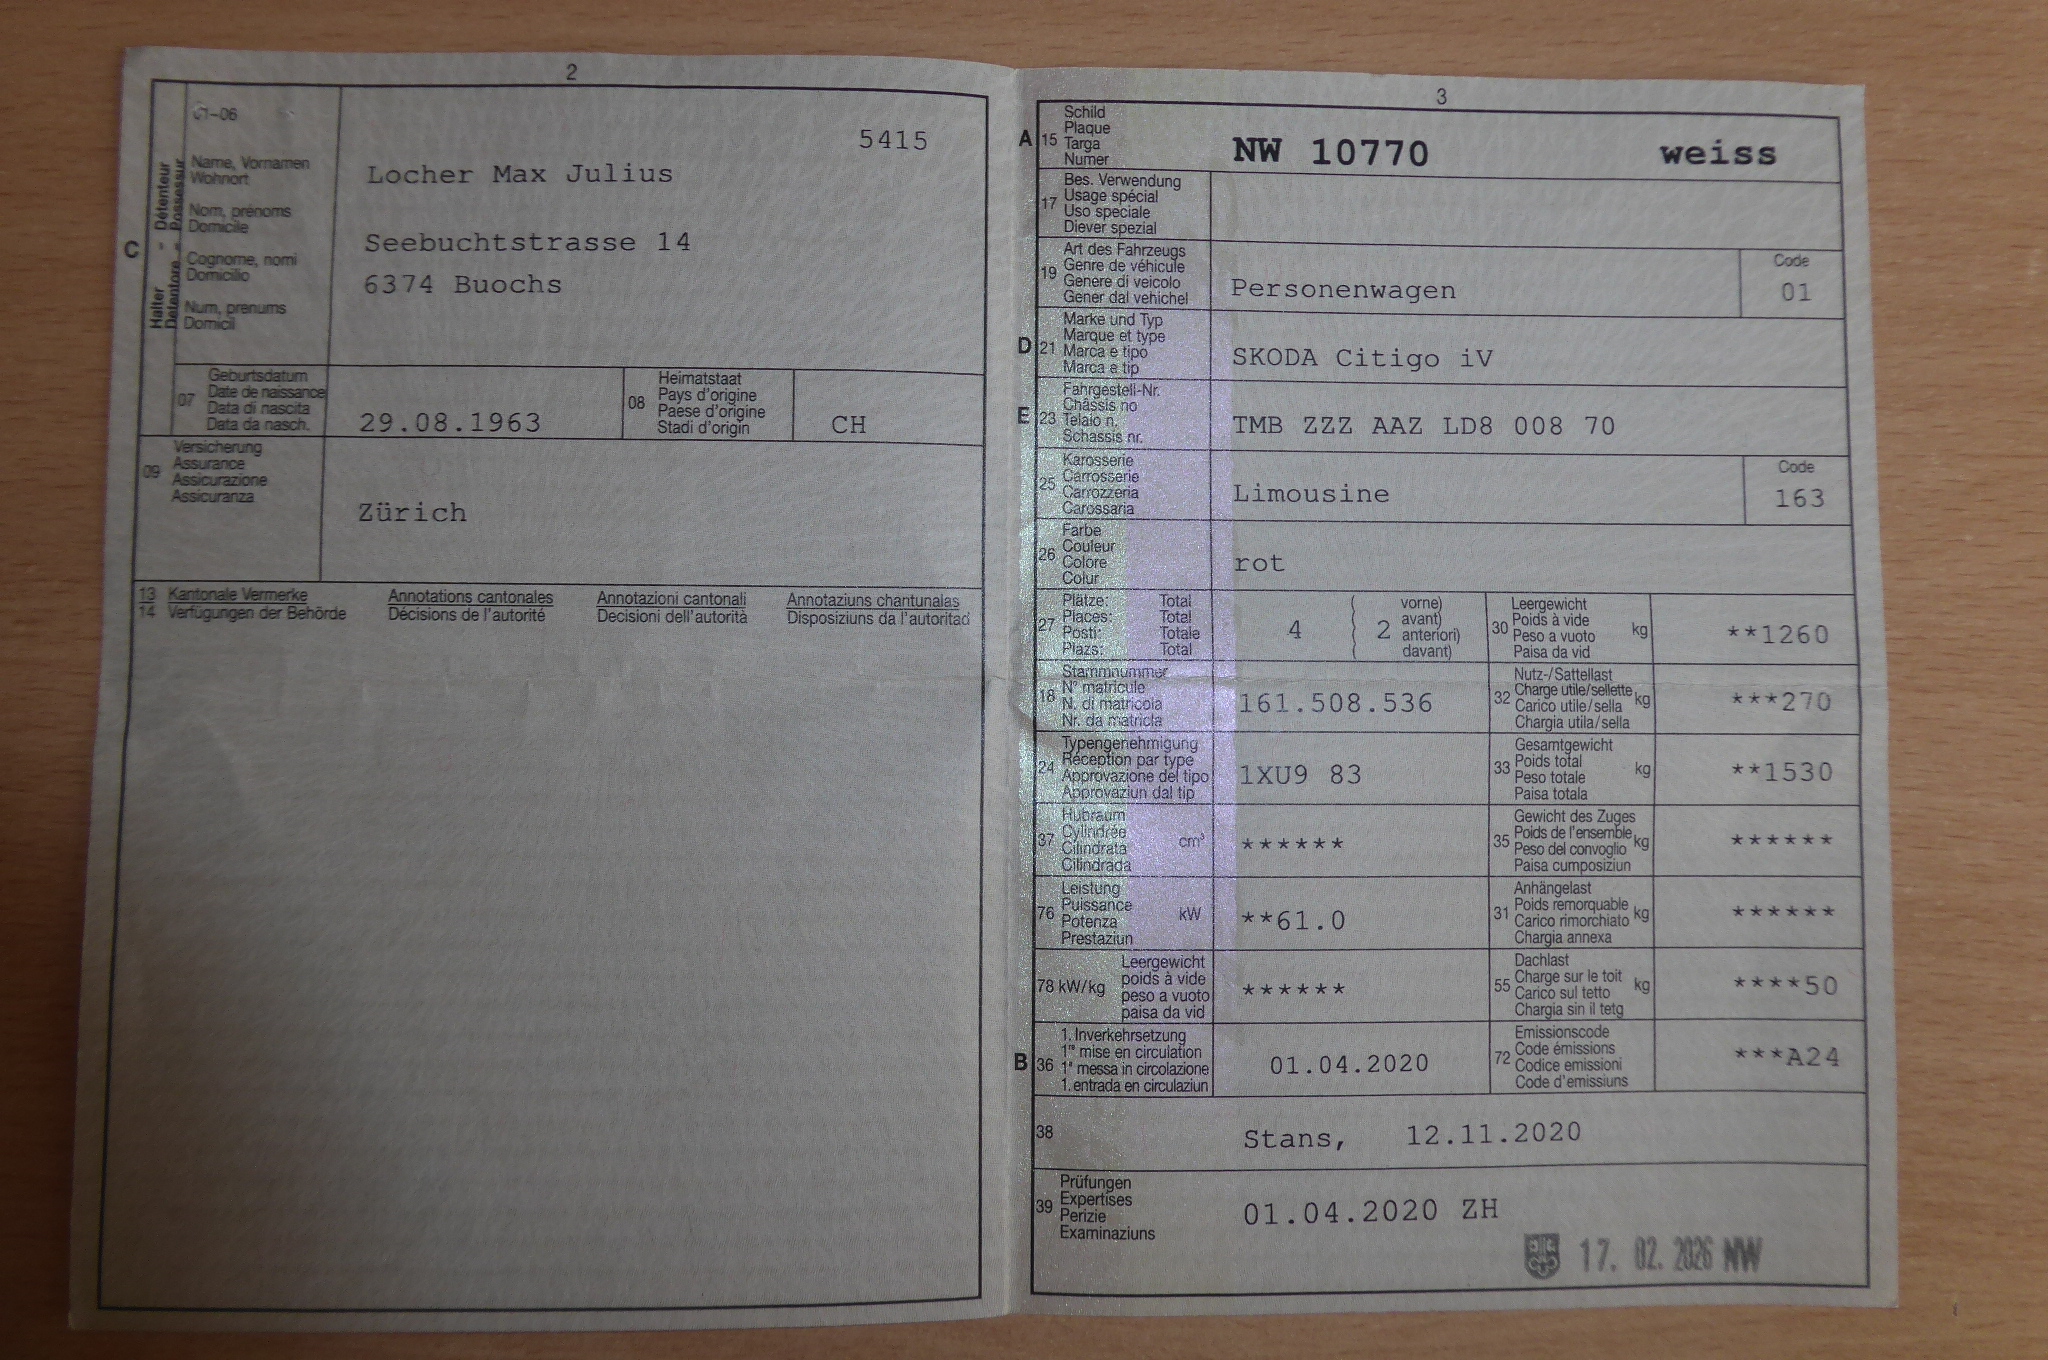 2
01-06
5415
Halter - Détenteur
Detentore - Possessur
C
Name, Vornamen
Wohnort
Nom, prénoms
Domicile
Cognome, nomi
Domicilio
Num, prenums
Domicil
Locher Max Julius
Seebuchtstrasse 14
6374 Buochs
07
Geburtsdatum
Date de naissance
Data di nascita
Data da nasch.
29.08.1963
08
Heimatstaat
Pays d'origine
Paese d'origine
Stadi d'origin
CH
09
Versicherung
Assurance
Assicurazione
Assicuranza
Zürich
13 Kantonale Vermerke Annotations cantonales Annotazioni cantonali Annotaziuns chantunalas
14 Verfügungen der Behörde Décisions de l'autorité Decisioni dell'autorità Disposiziuns da l'autoritad
3
A 15
Schild
Plaque
Targa
Numer
NW 10770 weiss
17
Bes. Verwendung
Usage spécial
Uso speciale
Diever spezial
19
Art des Fahrzeugs
Genre de véhicule
Genere di veicolo
Gener dal vehichel
Personenwagen
Code
01
D 21
Marke und Typ
Marque et type
Marca e tipo
Marca e tip
SKODA Citigo iV
E 23
Fahrgestell-Nr.
Châssis no
Telaio n.
Schassis nr.
TMB ZZZ AAZ LD8 008 70
25
Karosserie
Carrosserie
Carrozzeria
Carossaria
Limousine
Code
163
26
Farbe
Couleur
Colore
Colur
rot
27
Plätze: Total
Places: Total
Posti: Totale
Plazs: Total
4
( 2
vorne)
avant)
anteriori)
davant)
30
Leergewicht
Poids à vide
Peso a vuoto
Paisa da vid
kg
**1260
18
Stammnummer
N° matricule
N. di matricola
Nr. da matricla
161.508.536
32
Nutz-/Sattellast
Charge utile/sellette
Carico utile/sella
Chargia utila/sella
kg
***270
24
Typengenehmigung
Réception par type
Approvazione del tipo
Approvaziun dal tip
1XU9 83
33
Gesamtgewicht
Poids total
Peso totale
Paisa totala
kg
**1530
37
Hubraum
Cylindrée
Cilindrata
Cilindrada
cm³
******
35
Gewicht des Zuges
Poids de l'ensemble
Peso del convoglio
Paisa cumposiziun
kg
******
76
Leistung
Puissance
Potenza
Prestaziun
kW
**61.0
31
Anhängelast
Poids remorquable
Carico rimorchiato
Chargia annexa
kg
******
78 kW/kg
Leergewicht
poids à vide
peso a vuoto
paisa da vid
******
55
Dachlast
Charge sur le toit
Carico sul tetto
Chargia sin il tetg
kg
****50
B 36
1. Inverkehrsetzung
1re mise en circulation
1a messa in circolazione
1. entrada en circulaziun
01.04.2020
72
Emissionscode
Code émissions
Codice emissioni
Code d'emissiuns
***A24
38
Stans, 12.11.2020
39
Prüfungen
Expertises
Perizie
Examinaziuns
01.04.2020 ZH
17. 02. 2026 NW